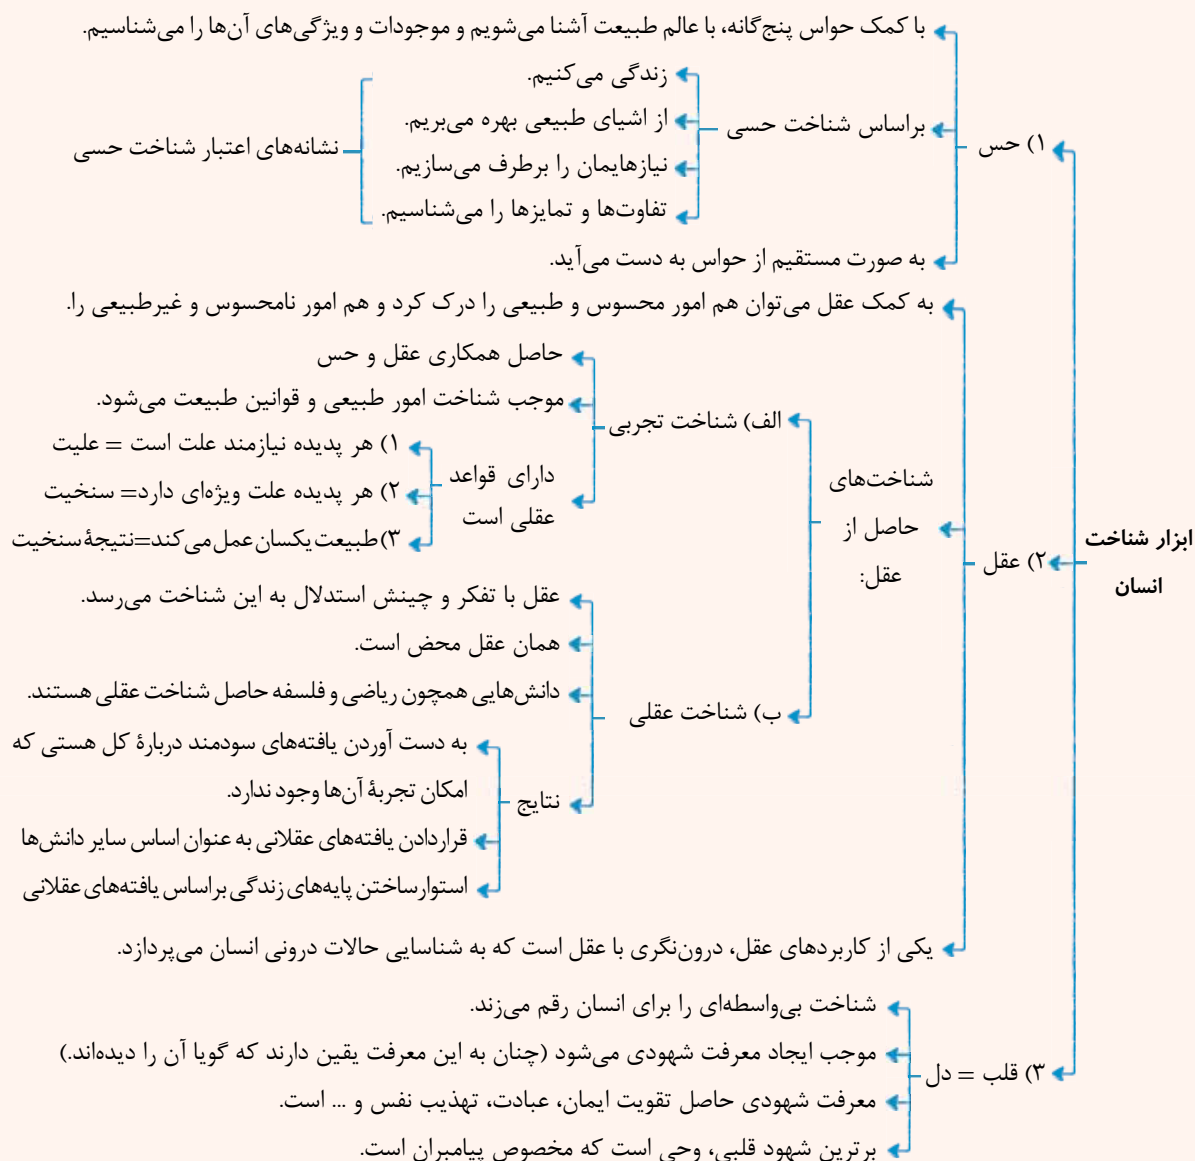 ابزار شناخت
انسان
۱) حس
با کمک حواس پنج‌گانه، با عالم طبیعت آشنا می‌شویم و موجودات و ویژگی‌های آن‌ها را می‌شناسیم.
براساس شناخت حسی
زندگی می‌کنیم.
از اشیای طبیعی بهره می‌بریم.
نیازهایمان را برطرف می‌سازیم.
تفاوت‌ها و تمایزها را می‌شناسیم.
نشانه‌های اعتبار شناخت حسی
به صورت مستقیم از حواس به دست می‌آید.
۲) عقل
به کمک عقل می‌توان هم امور محسوس و طبیعی را درک کرد و هم امور نامحسوس و غیرطبیعی را.
شناخت‌های
حاصل از
عقل:
الف) شناخت تجربی
حاصل همکاری عقل و حس
موجب شناخت امور طبیعی و قوانین طبیعت می‌شود.
دارای قواعد
عقلی است
۱) هر پدیده نیازمند علت است = علیت
۲) هر پدیده علت ویژه‌ای دارد= سنخیت
۳) طبیعت یکسان عمل می‌کند=نتیجهٔ سنخیت
ب) شناخت عقلی
عقل با تفکر و چینش استدلال به این شناخت می‌رسد.
همان عقل محض است.
دانش‌هایی همچون ریاضی و فلسفه حاصل شناخت عقلی هستند.
نتایج
به دست آوردن یافته‌های سودمند دربارهٔ کل هستی که
امکان تجربهٔ آن‌ها وجود ندارد.
قراردادن یافته‌های عقلانی به عنوان اساس سایر دانش‌ها
استوارساختن پایه‌های زندگی براساس یافته‌های عقلانی
یکی از کاربردهای عقل، درون‌نگری با عقل است که به شناسایی حالات درونی انسان می‌پردازد.
۳) قلب = دل
شناخت بی‌واسطه‌ای را برای انسان رقم می‌زند.
موجب ایجاد معرفت شهودی می‌شود (چنان به این معرفت یقین دارند که گویا آن را دیده‌اند.)
معرفت شهودی حاصل تقویت ایمان، عبادت، تهذیب نفس و ... است.
برترین شهود قلبی، وحی است که مخصوص پیامبران است.